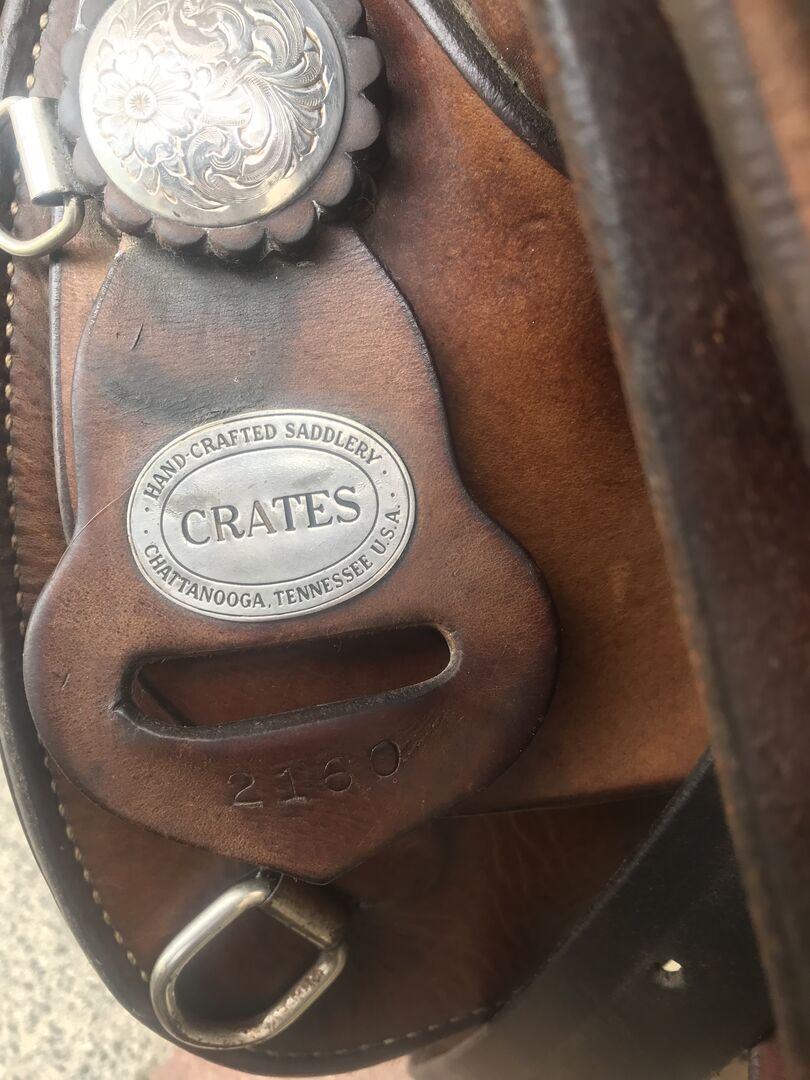 HAND-CRAFTED SADDLERY
CRATES
CHATTANOOGA, TENNESSEE U.S.A.
2160